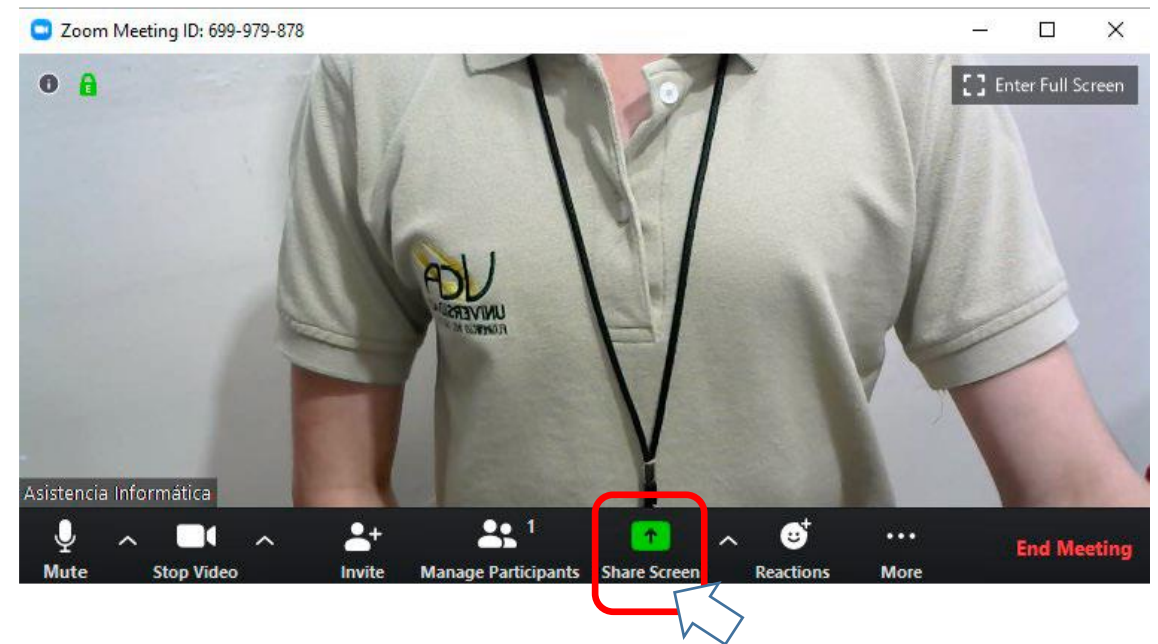 Zoom Meeting ID: 699-979-878
Enter Full Screen
UCA
Asistencia Informática
1
Mute
Stop Video
Invite
Manage Participants
Share Screen
Reactions
More
End Meeting